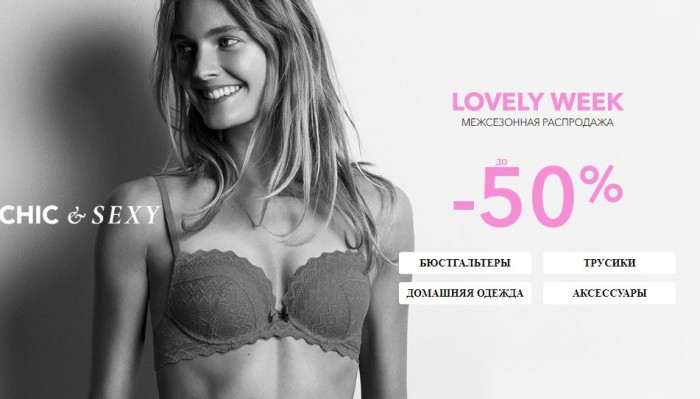 LOVELY WEEK
МЕЖСЕЗОННАЯ РАСПРОДАЖА
до
-50%
CHIC & SEXY
БЮСТГАЛЬТЕРЫ
ТРУСИКИ
ДОМАШНЯЯ ОДЕЖДА
АКСЕССУАРЫ